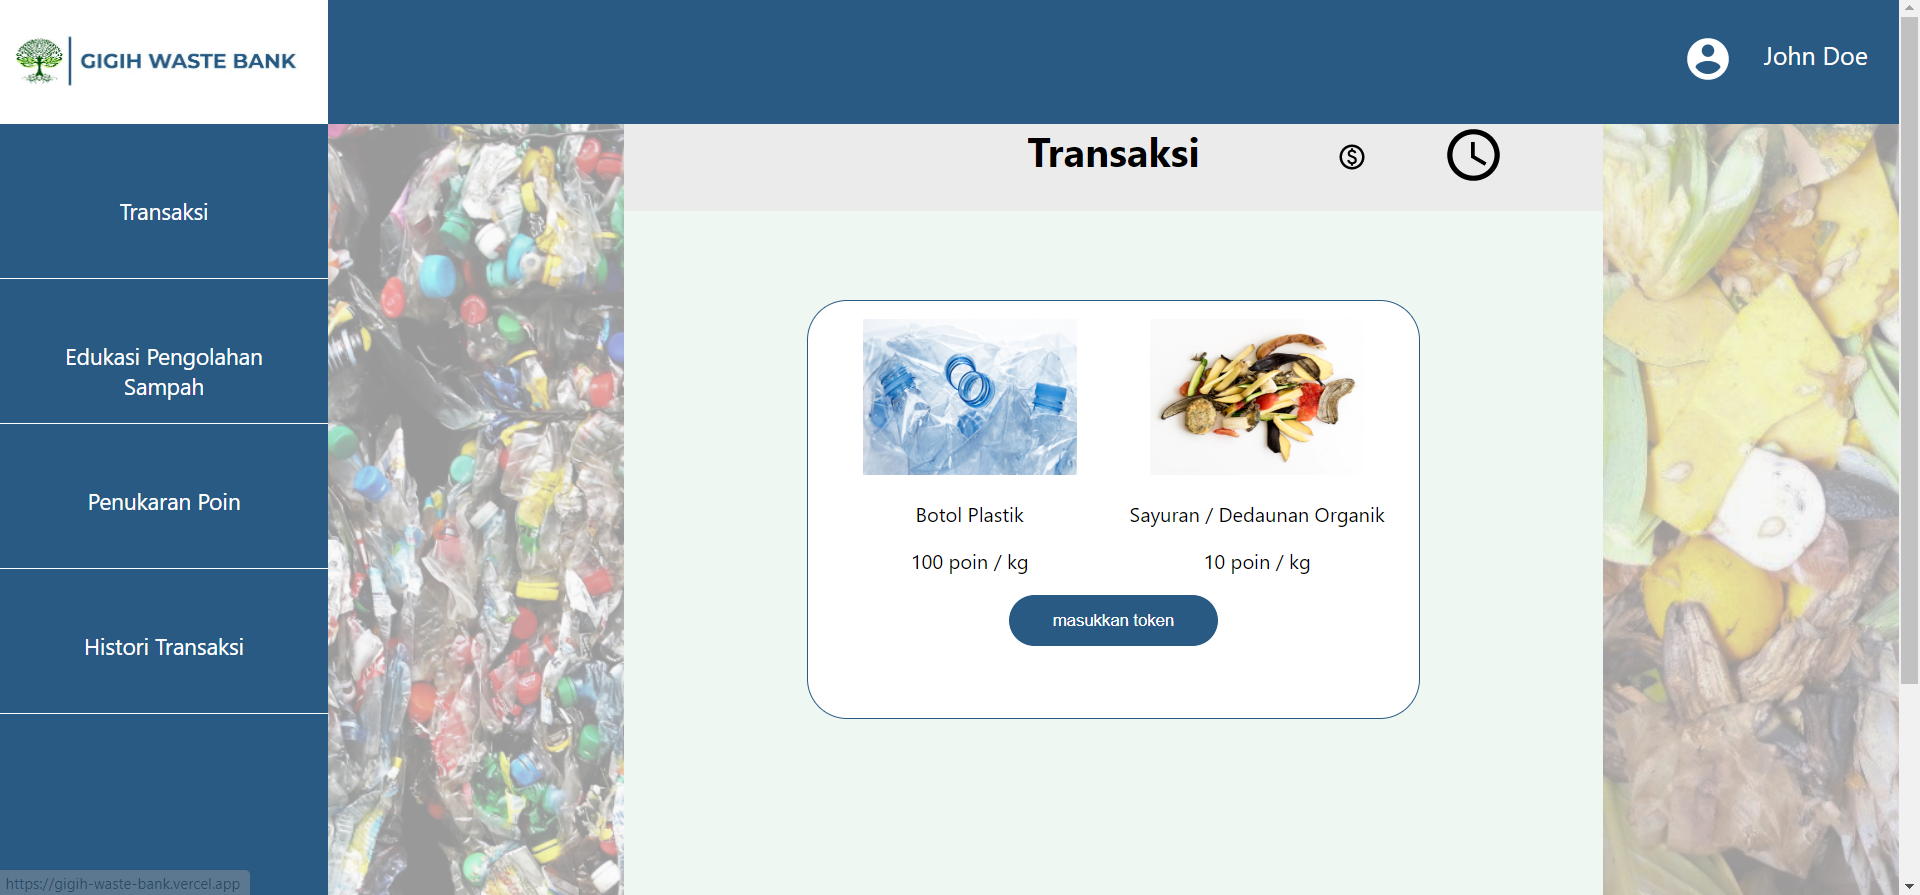 GIGIH WASTE BANK
John Doe
Transaksi
Edukasi Pengolahan
Sampah
Penukaran Poin
Histori Transaksi
Transaksi
Botol Plastik
100 poin / kg
Sayuran / Dedaunan Organik
10 poin / kg
masukkan token
https://gigih-waste-bank.vercel.app